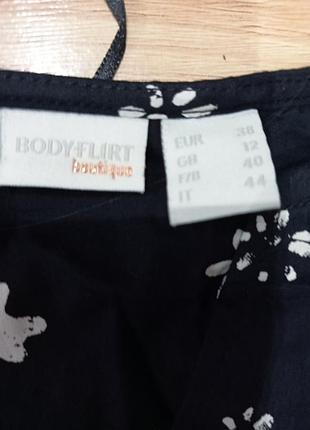 BODYFLIRT
boutique
EUR 38
GB 12
F/B 40
IT 44